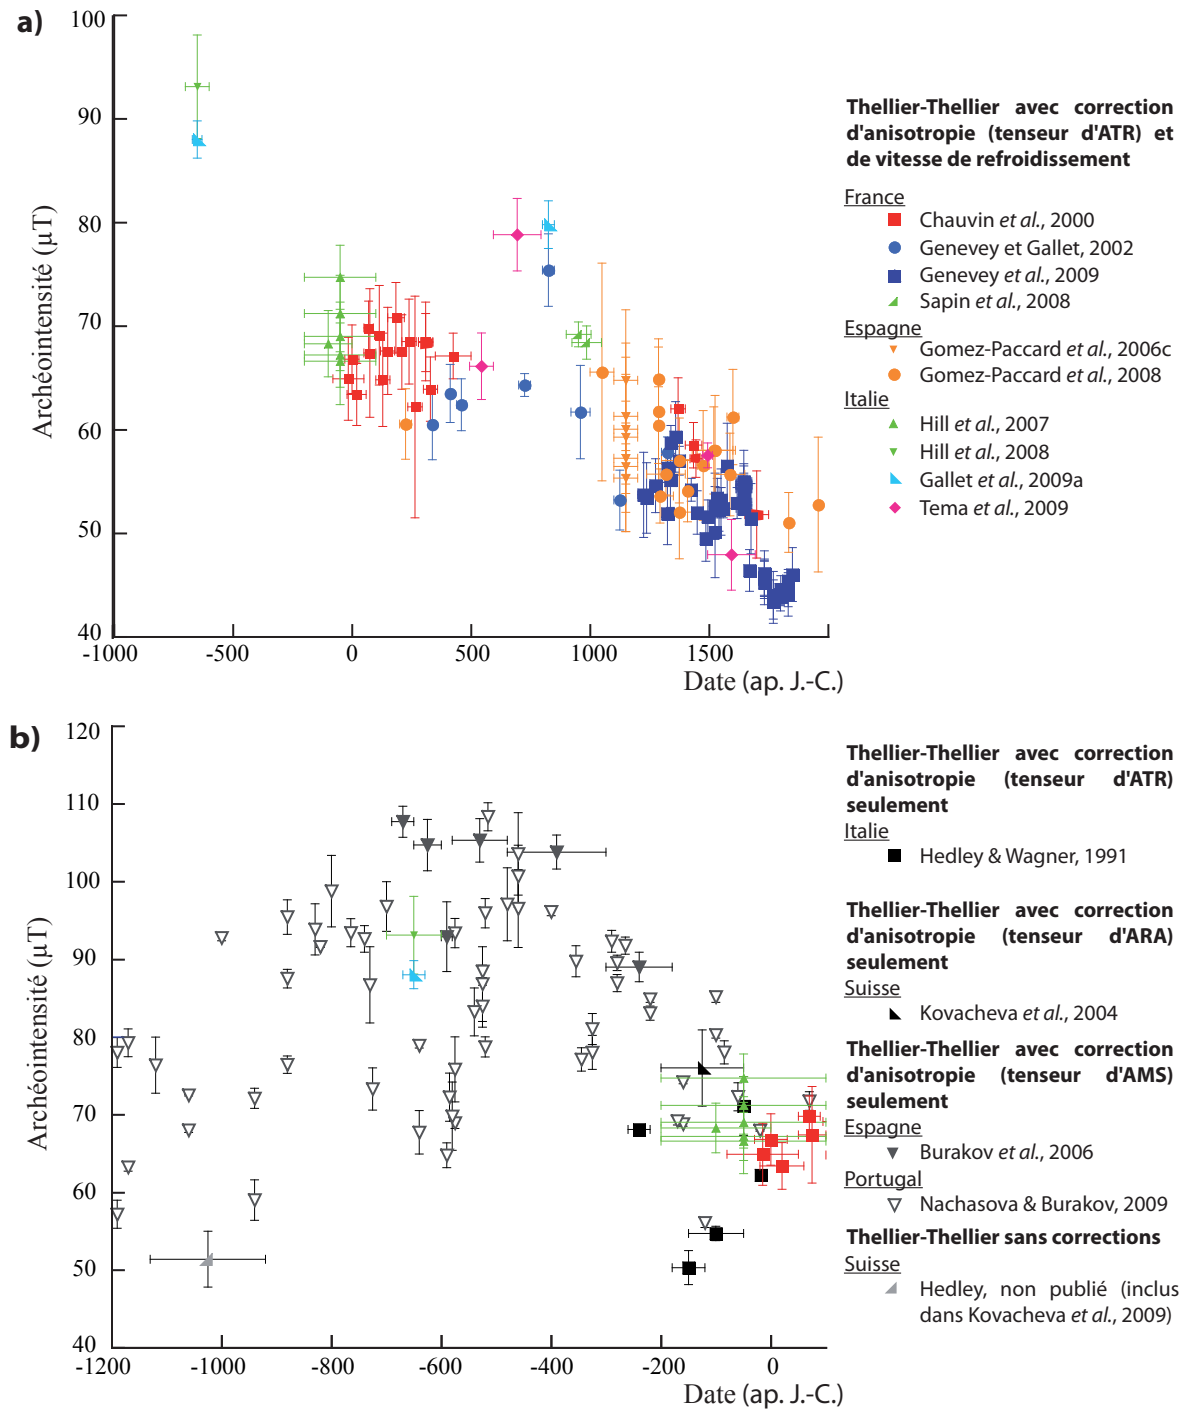 a)
100
90
80
70
60
50
40
Archéointensité (µT)
-1000
-500
0
500
1000
1500
Date (ap. J.-C.)
Thellier-Thellier avec correction
d'anisotropie (tenseur d'ATR) et
de vitesse de refroidissement
France
Chauvin et al., 2000
Genevey et Gallet, 2002
Genevey et al., 2009
Sapin et al., 2008
Espagne
Gomez-Paccard et al., 2006c
Gomez-Paccard et al., 2008
Italie
Hill et al., 2007
Hill et al., 2008
Gallet et al., 2009a
Tema et al., 2009
b)
120
110
100
90
80
70
60
50
40
Archéointensité (µT)
-1200
-1000
-800
-600
-400
-200
0
Date (ap. J.-C.)
Thellier-Thellier avec correction
d'anisotropie (tenseur d'ATR)
seulement
Italie
Hedley & Wagner, 1991
Thellier-Thellier avec correction
d'anisotropie (tenseur d'ARA)
seulement
Suisse
Kovacheva et al., 2004
Thellier-Thellier avec correction
d'anisotropie (tenseur d'AMS)
seulement
Espagne
Burakov et al., 2006
Portugal
Nachasova & Burakov, 2009
Thellier-Thellier sans corrections
Suisse
Hedley, non publié (inclus
dans Kovacheva et al., 2009)